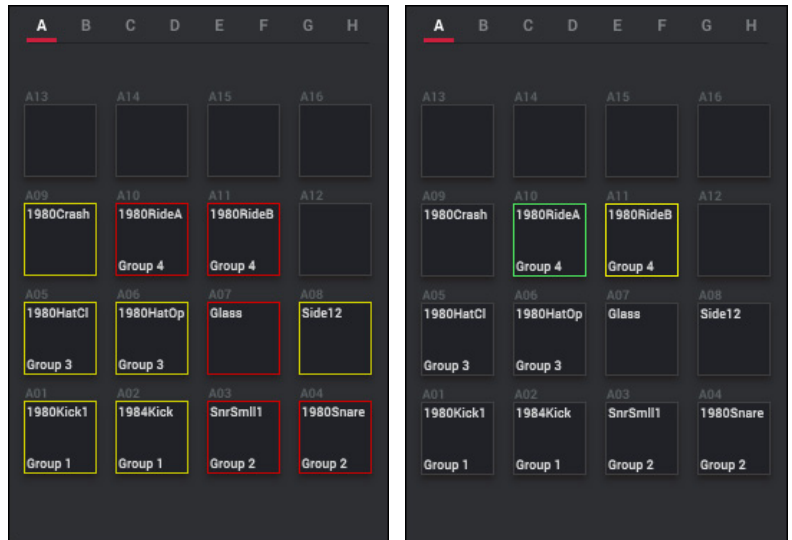 A B C D E F G H
A13 A14 A15 A16
A09 A10 A11 A12
1980Crash 1980RideA 1980RideB
Group 4 Group 4
A05 A06 A07 A08
1980HatCl 1980HatOp Glass Side12
Group 3 Group 3
A01 A02 A03 A04
1980Kick1 1984Kick SnrSmll1 1980Snare
Group 1 Group 1 Group 2 Group 2
A B C D E F G H
A13 A14 A15 A16
A09 A10 A11 A12
1980Crash 1980RideA 1980RideB
Group 4 Group 4
A05 A06 A07 A08
1980HatCl 1980HatOp Glass Side12
Group 3 Group 3
A01 A02 A03 A04
1980Kick1 1984Kick SnrSmll1 1980Snare
Group 1 Group 1 Group 2 Group 2